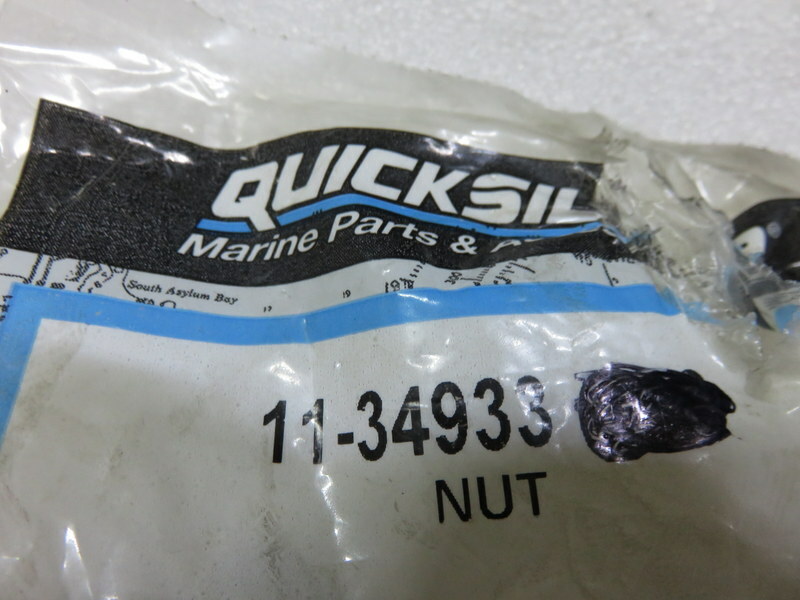 QUICKSIL
Marine Parts &
South Asylum Bay
11-34933
NUT